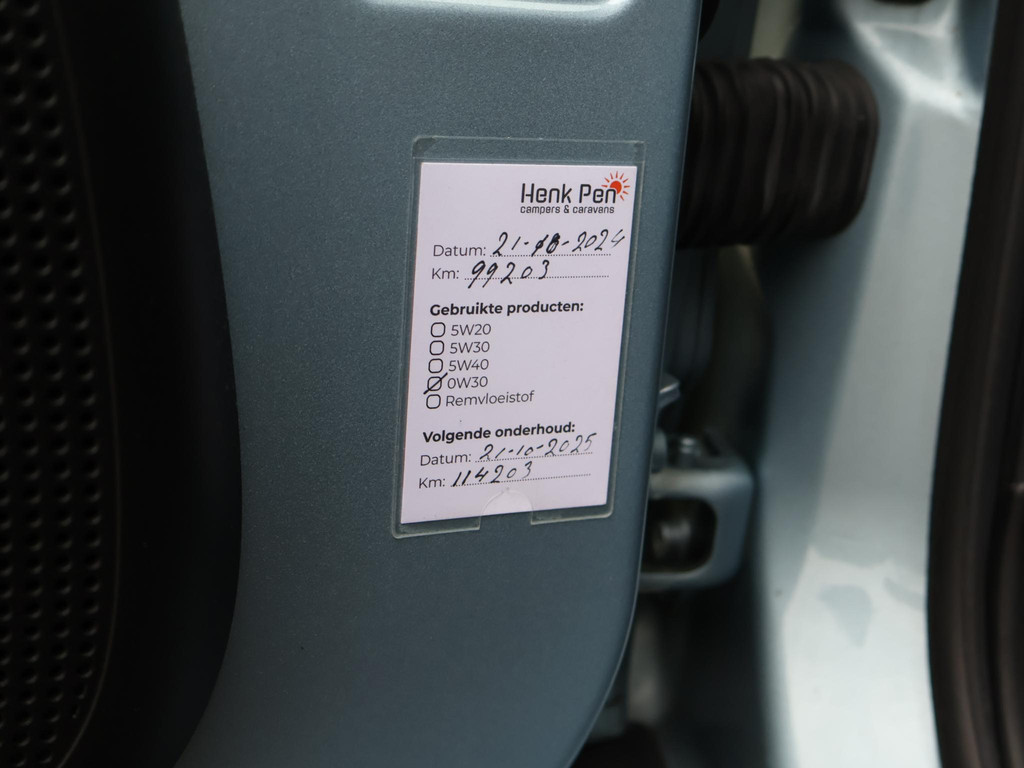 Henk Pen
campers & caravans
Datum: 21-10-2024
Km: 99203
Gebruikte producten:
5W20
5W30
5W40
0W30
Remvloeistof
Volgende onderhoud:
Datum: 21-10-2025
Km: 114203